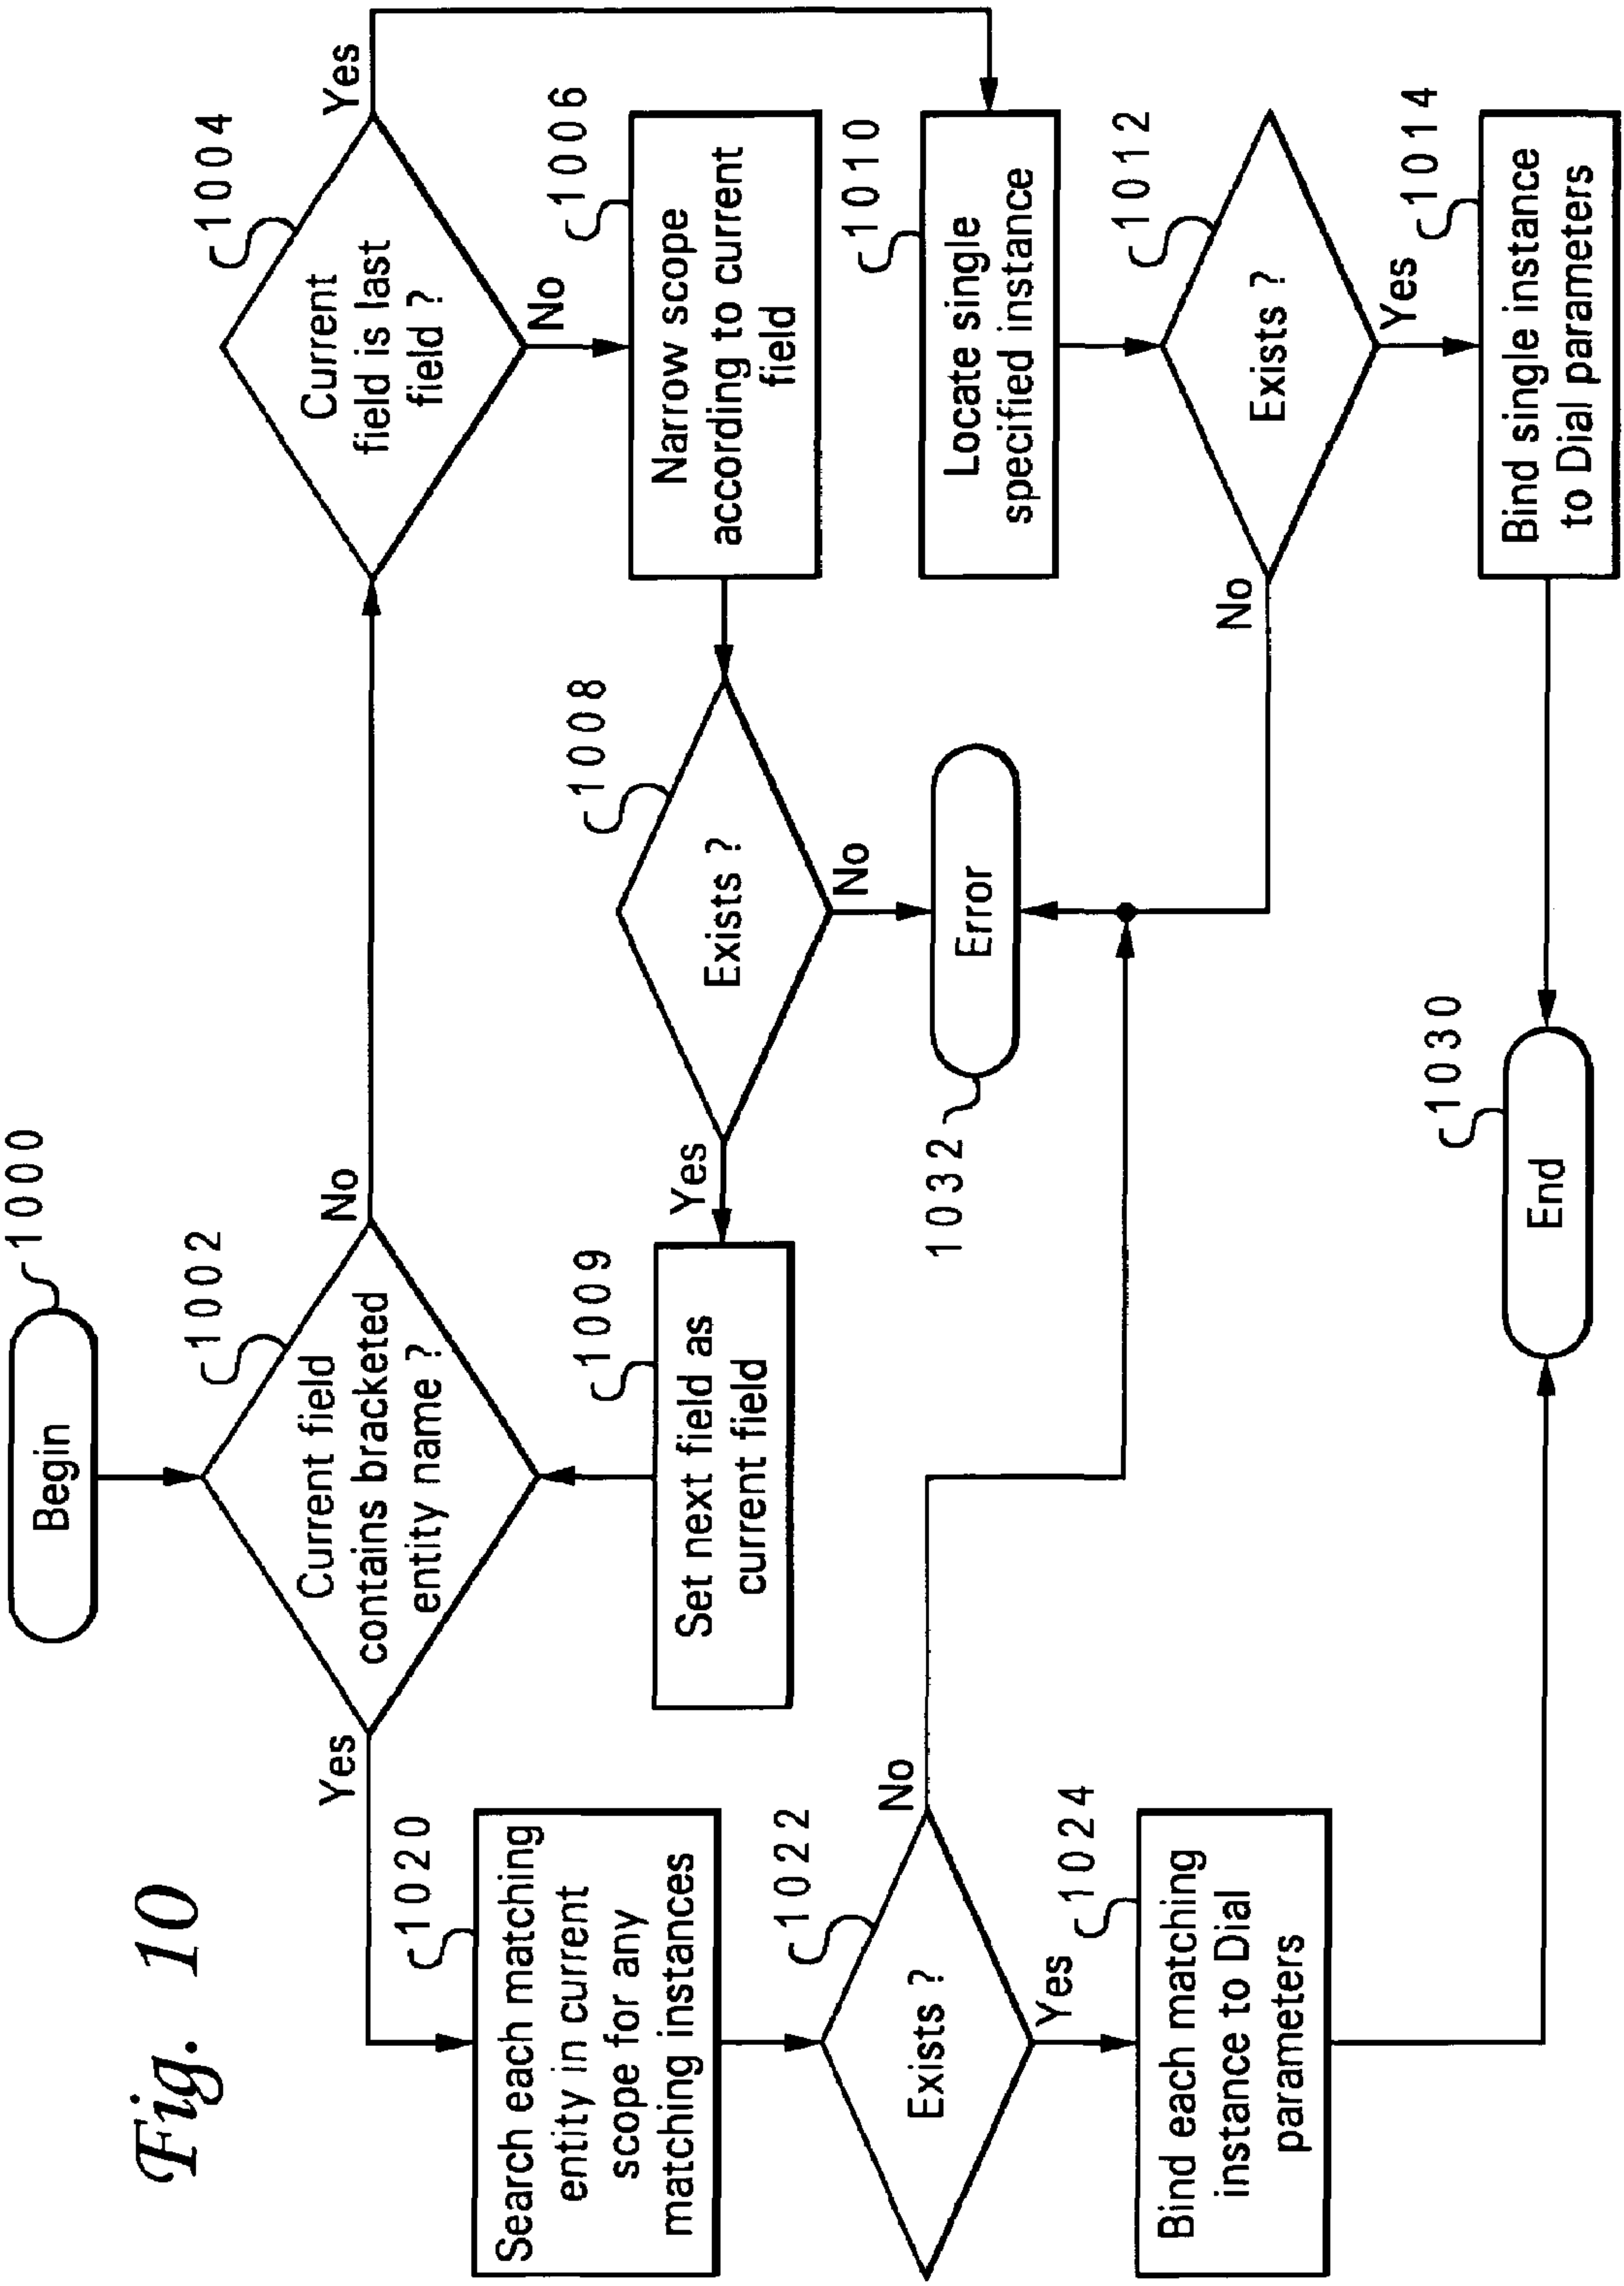 Fig. 10
Begin
1000
Current field
contains bracketed
entity name ?
1002
Yes
No
Current
field is last
field ?
1004
Yes
No
Narrow scope
according to current
field
1006
Exists ?
1008
Yes
No
Set next field as
current field
1009
Search each matching
entity in current
scope for any
matching instances
1020
Exists ?
1022
No
Yes
Bind each matching
instance to Dial
parameters
1024
Error
1032
Locate single
specified instance
1010
Exists ?
1012
No
Yes
Bind single instance
to Dial parameters
1014
End
1030